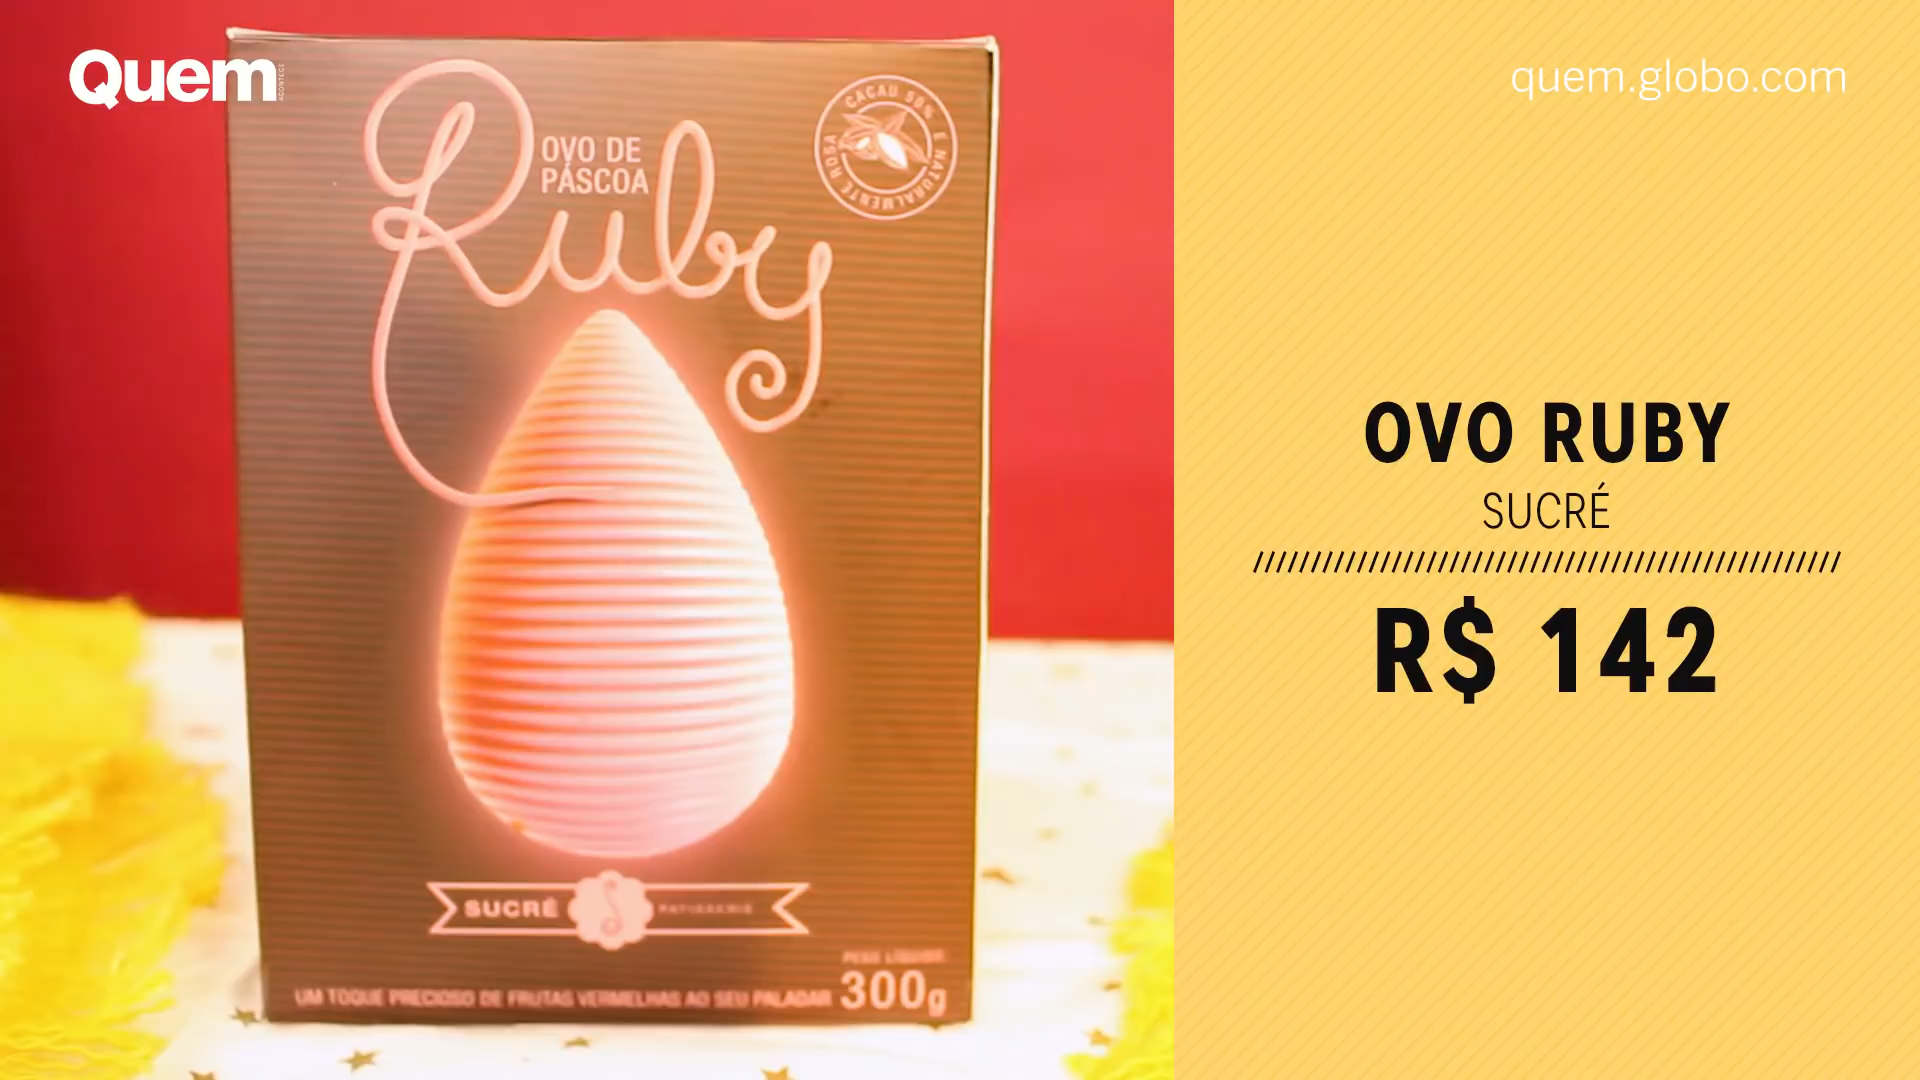 Quem
ACONTECE
quem.globo.com
OVO DE
PÁSCOA
Ruby
CACAU 50% E NATURALMENTE ROSA
SUCRÉ PATISSERIE
PESO LÍQUIDO
300g
UM TOQUE PRECIOSO DE FRUTAS VERMELHAS AO SEU PALADAR
OVO RUBY
SUCRÉ
R$ 142